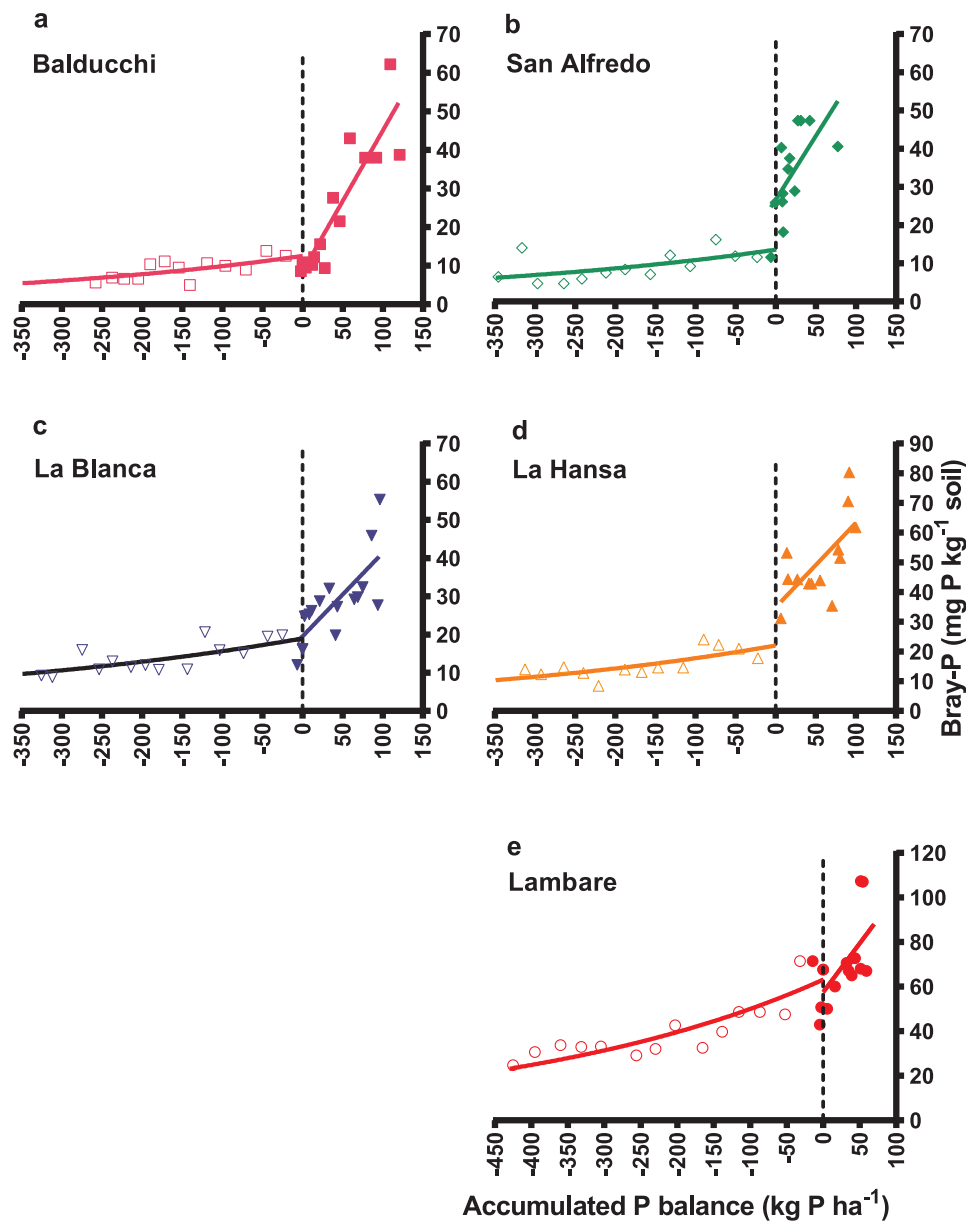 a
Balducchi
70
60
50
40
30
20
10
0
-350 -300 -250 -200 -150 -100 -50 0 50 100 150
b
San Alfredo
70
60
50
40
30
20
10
0
-350 -300 -250 -200 -150 -100 -50 0 50 100 150
c
La Blanca
70
60
50
40
30
20
10
0
-350 -300 -250 -200 -150 -100 -50 0 50 100 150
d
La Hansa
90
80
70
60
50
40
30
20
10
0
-350 -300 -250 -200 -150 -100 -50 0 50 100 150
Bray-P (mg P kg⁻¹ soil)
e
Lambare
120
100
80
60
40
20
0
-450 -400 -350 -300 -250 -200 -150 -100 -50 0 50 100
Accumulated P balance (kg P ha⁻¹)